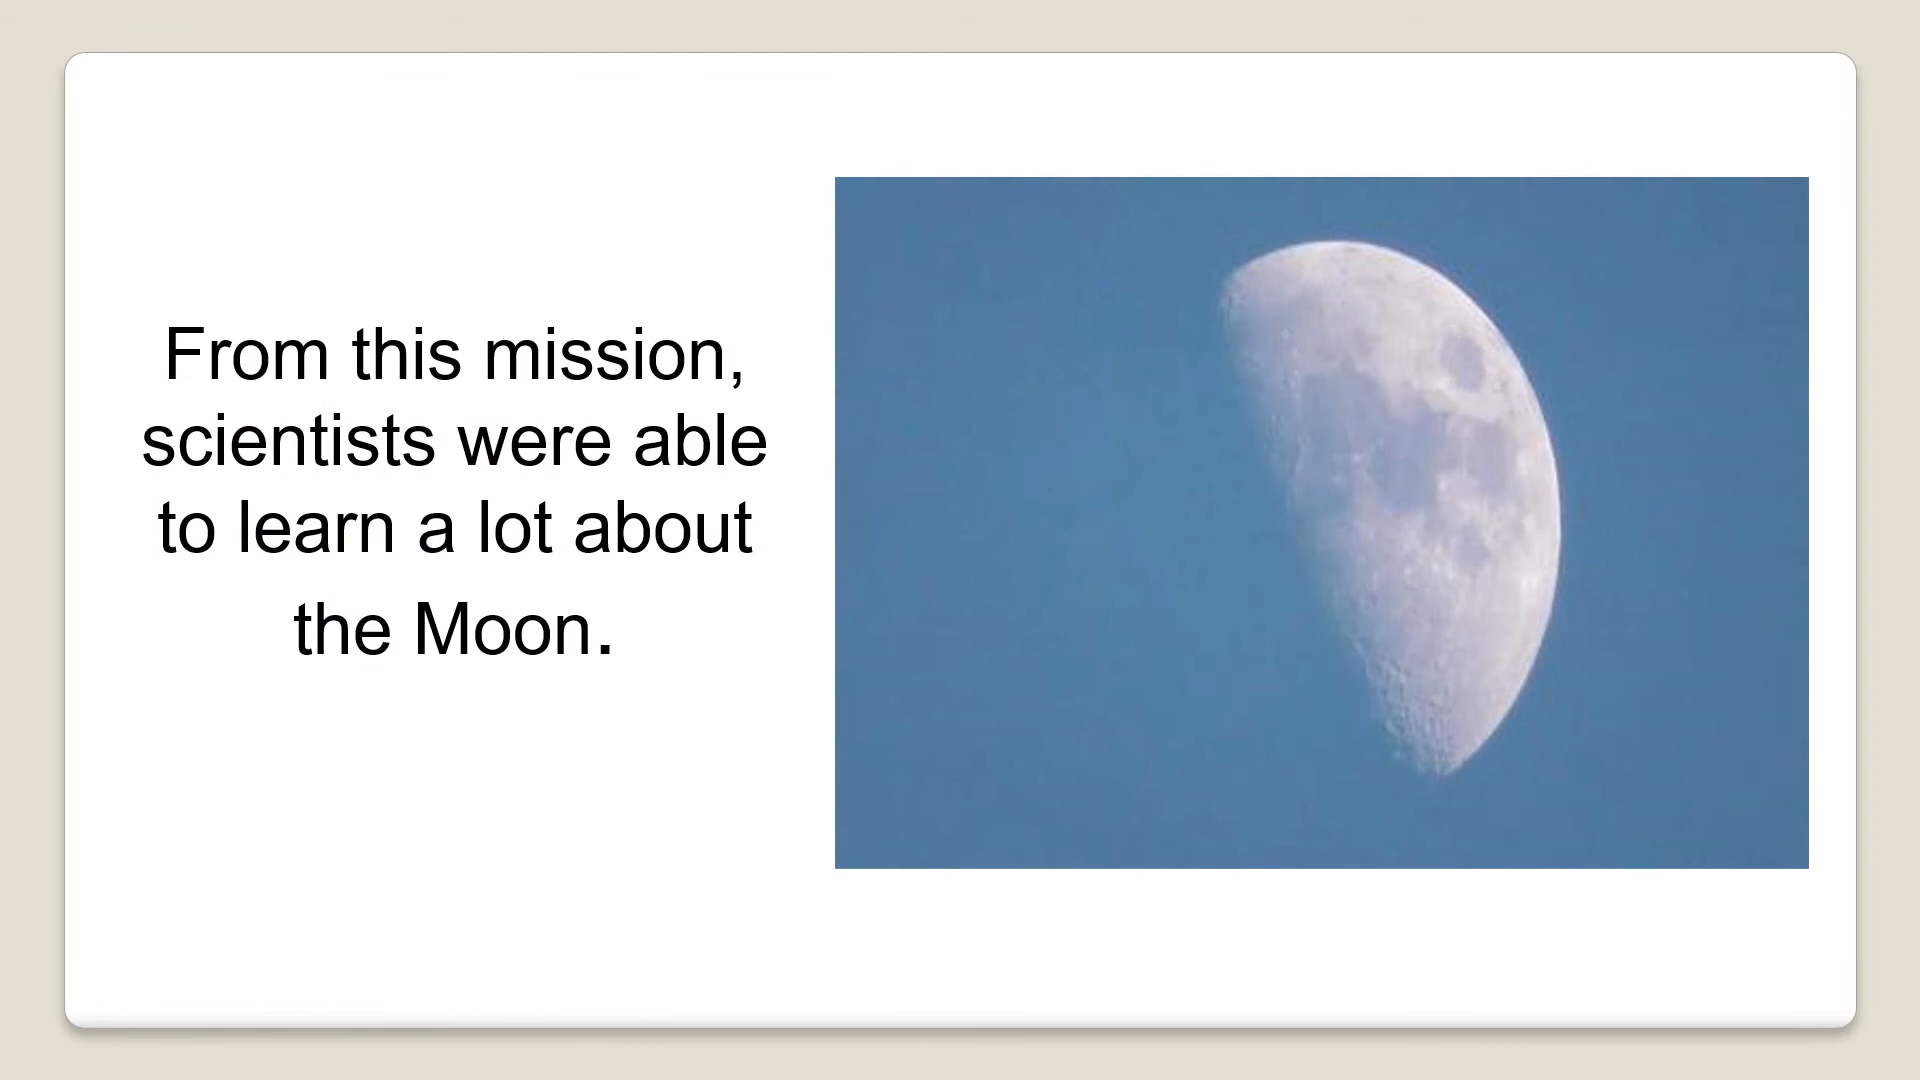 From this mission,
scientists were able
to learn a lot about
the Moon.